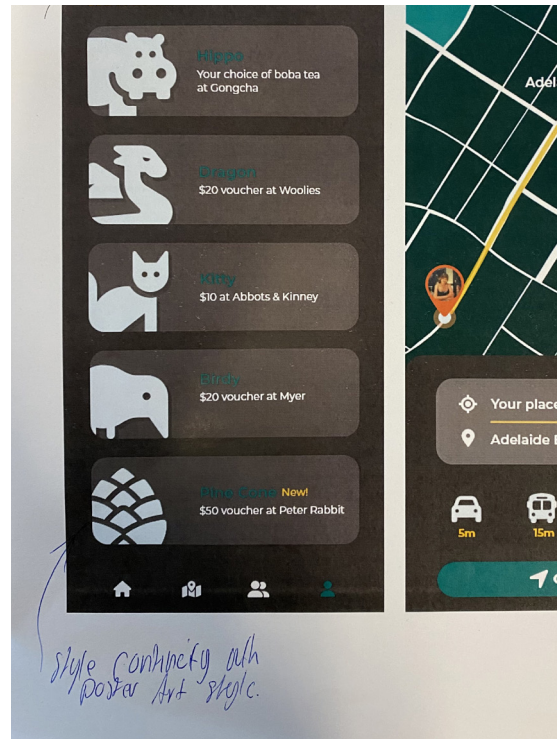 Hippo
Your choice of boba tea
at Gongcha
Dragon
$20 voucher at Woolies
Kitty
$10 at Abbots & Kinney
$20 voucher at Myer
Pine Cone New!
$50 voucher at Peter Rabbit
Adel
Your place
Adelaide
5m
15m
style continuity with
poster Art style.